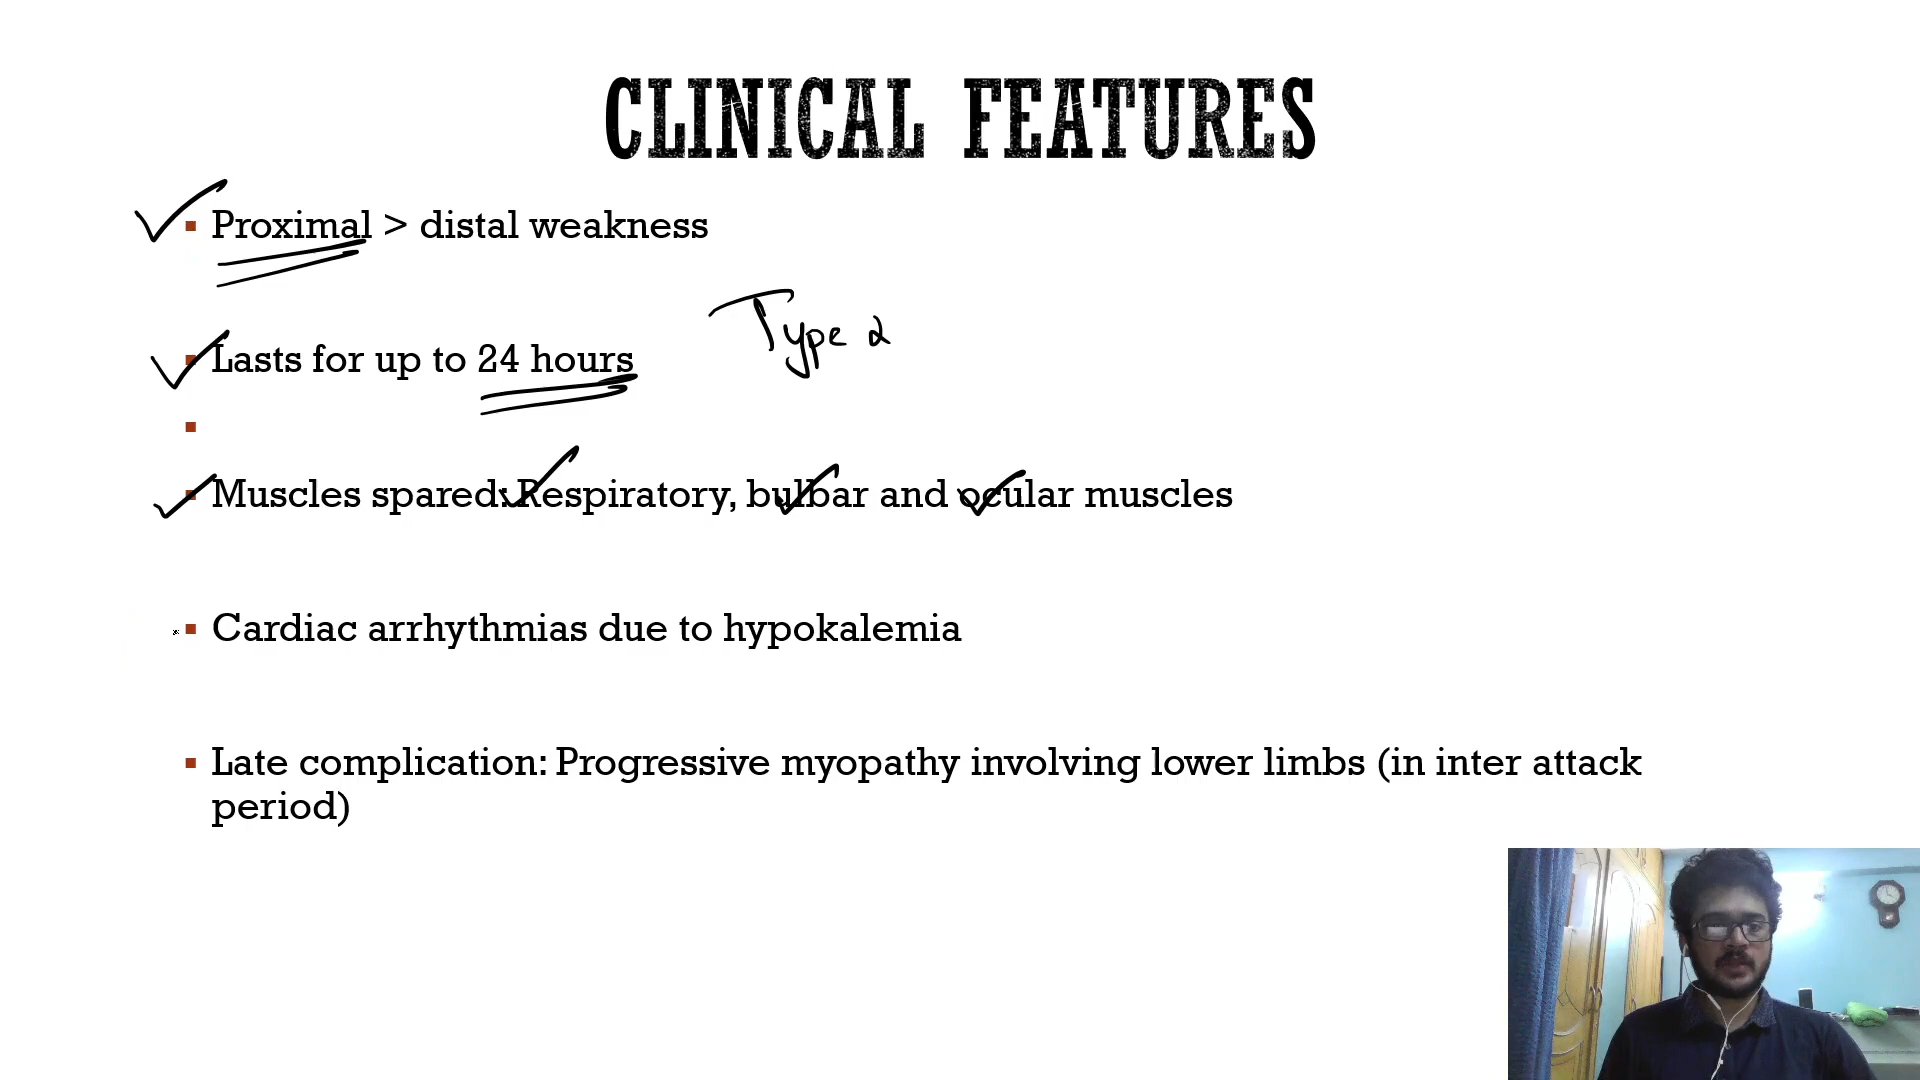 CLINICAL FEATURES
Proximal > distal weakness
Type 2
Lasts for up to 24 hours
Muscles spared: Respiratory, bulbar and ocular muscles
Cardiac arrhythmias due to hypokalemia
Late complication: Progressive myopathy involving lower limbs (in inter attack
period)